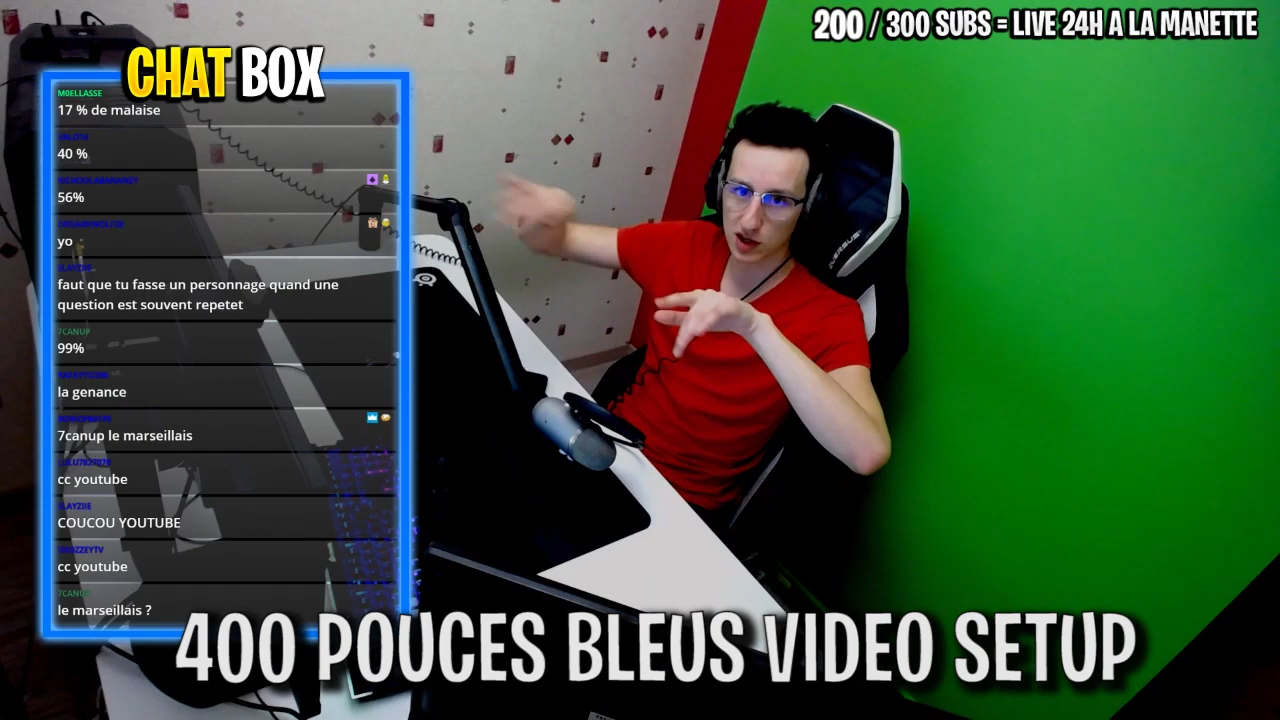 200 / 300 SUBS = LIVE 24H A LA MANETTE
CHAT BOX
M0ELLASSE
17 % de malaise
40 %
56%
yo
faut que tu fasse un personnage quand une
question est souvent repetet
7CANUP
99%
la genance
7canup le marseillais
cc youtube
COUCOU YOUTUBE
cc youtube
7CANUP
le marseillais ?
400 POUCES BLEUS VIDEO SETUP